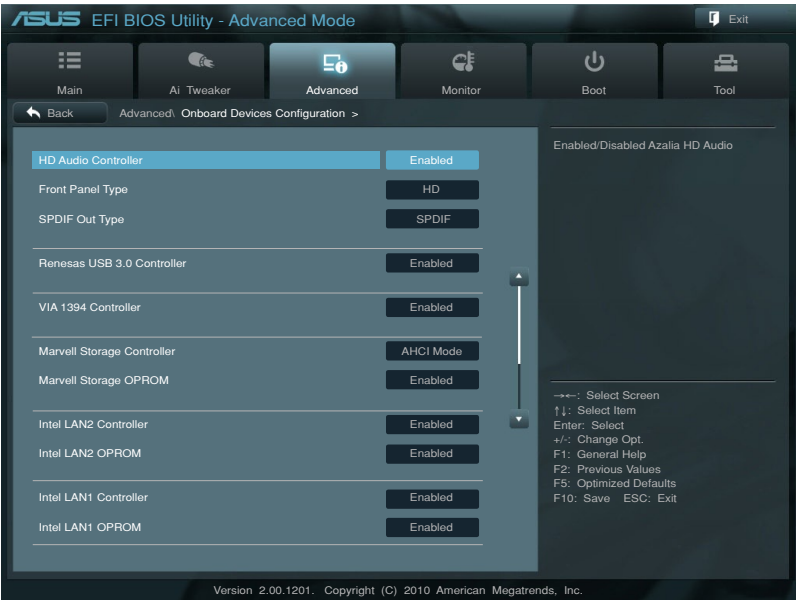 ASUS EFI BIOS Utility - Advanced Mode
Exit
Main Ai Tweaker Advanced Monitor Boot Tool
Back Advanced\ Onboard Devices Configuration >
HD Audio Controller Enabled
Front Panel Type HD
SPDIF Out Type SPDIF
Renesas USB 3.0 Controller Enabled
VIA 1394 Controller Enabled
Marvell Storage Controller AHCI Mode
Marvell Storage OPROM Enabled
Intel LAN2 Controller Enabled
Intel LAN2 OPROM Enabled
Intel LAN1 Controller Enabled
Intel LAN1 OPROM Enabled
Enabled/Disabled Azalia HD Audio
→←: Select Screen
↑↓: Select Item
Enter: Select
+/-: Change Opt.
F1: General Help
F2: Previous Values
F5: Optimized Defaults
F10: Save ESC: Exit
Version 2.00.1201. Copyright (C) 2010 American Megatrends, Inc.